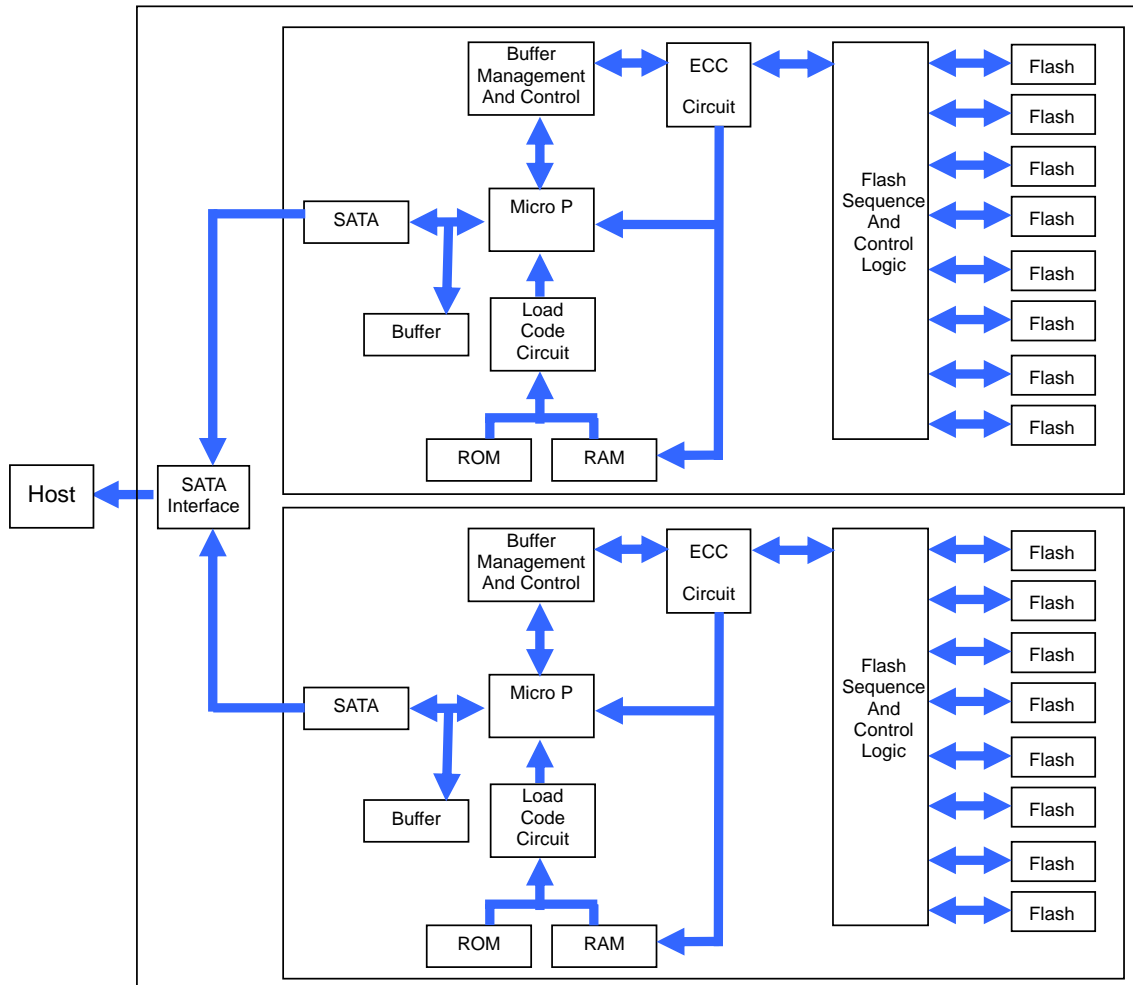 Buffer
Management
And Control
ECC
Circuit
Flash
Sequence
And
Control
Logic
Flash
Flash
Flash
Flash
Flash
Flash
Flash
Flash
SATA
Micro P
Buffer
Load
Code
Circuit
ROM
RAM
Host
SATA
Interface
Buffer
Management
And Control
ECC
Circuit
Flash
Sequence
And
Control
Logic
Flash
Flash
Flash
Flash
Flash
Flash
Flash
Flash
SATA
Micro P
Buffer
Load
Code
Circuit
ROM
RAM